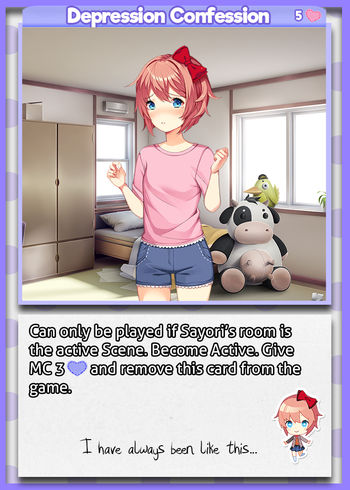 Depression Confession 5
Can only be played if Sayori's room is
the active Scene. Become Active. Give
MC 3 and remove this card from the
game.
I have always been like this...